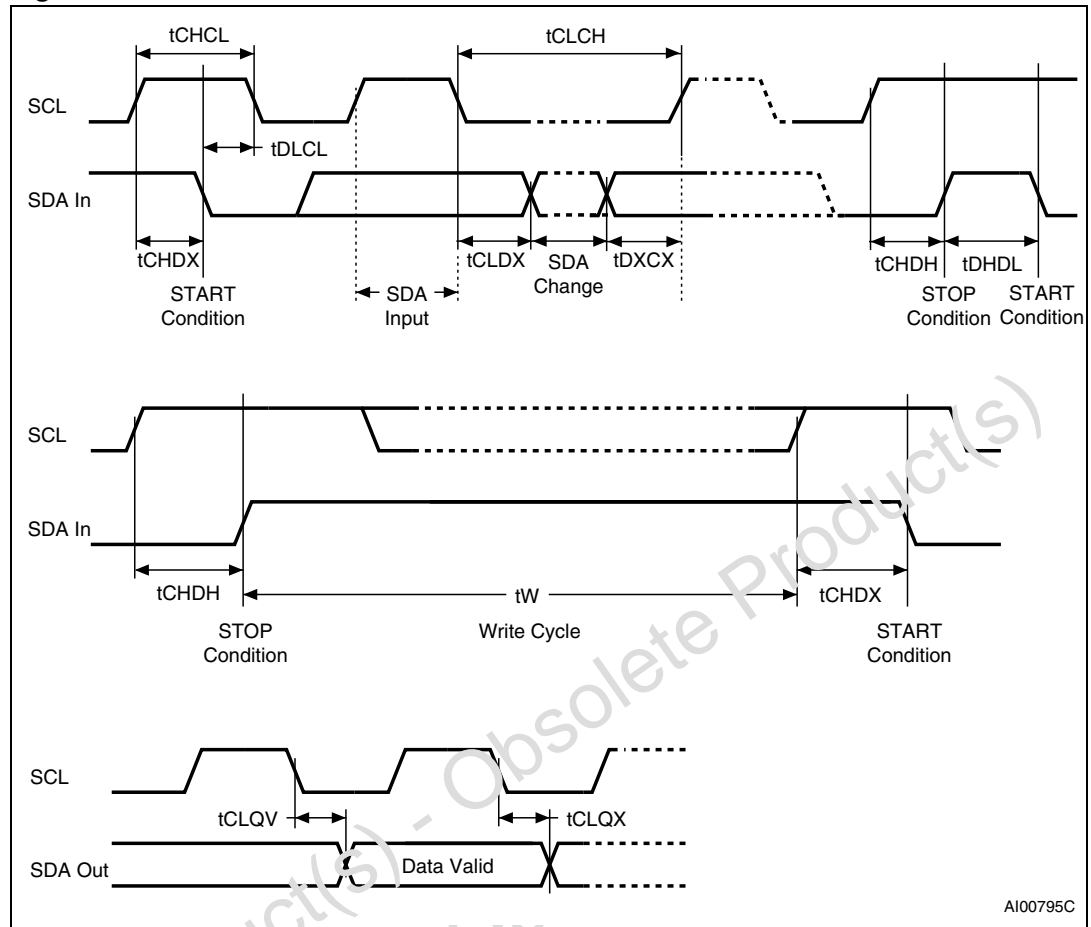 tCHCL tCLCH
SCL
tDLCL
SDA In
tCHDX tCLDX SDA tDXCX tCHDH tDHDL
Change
START SDA STOP START
Condition Input Condition Condition
SCL
SDA In
tCHDH tW tCHDX
STOP Write Cycle START
Condition Condition
SCL
tCLQV tCLQX
SDA Out Data Valid
AI00795C
uct(s) - Obsolete Product(s)